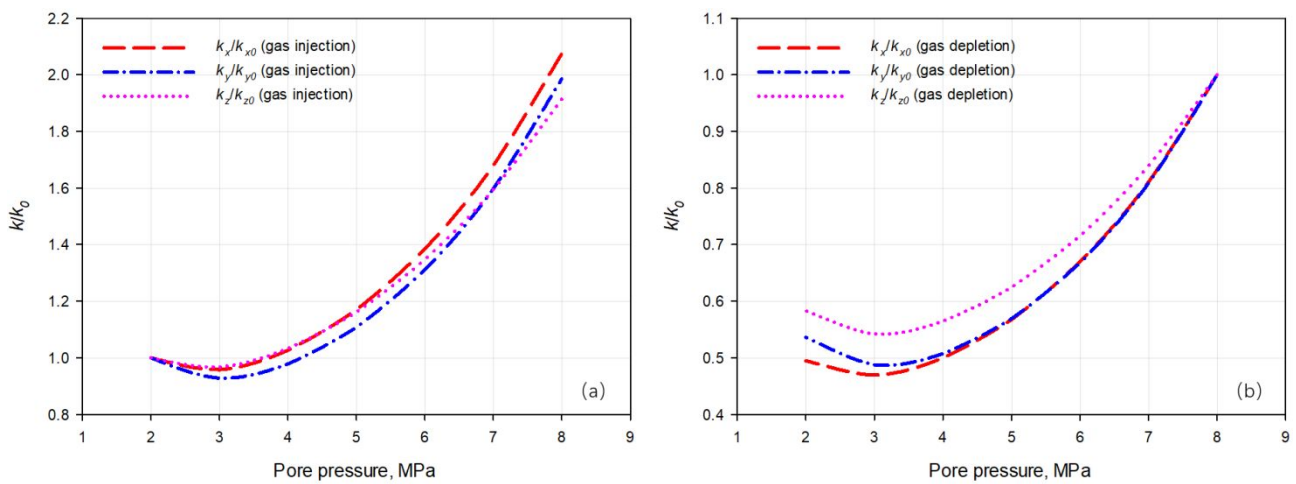 2.2
2.0
1.8
1.6
1.4
1.2
1.0
0.8
k/k0
kx/kx0 (gas injection)
ky/ky0 (gas injection)
kz/kz0 (gas injection)
(a)
1 2 3 4 5 6 7 8 9
Pore pressure, MPa
1.1
1.0
0.9
0.8
0.7
0.6
0.5
0.4
k/k0
kx/kx0 (gas depletion)
ky/ky0 (gas depletion)
kz/kz0 (gas depletion)
(b)
1 2 3 4 5 6 7 8 9
Pore pressure, MPa